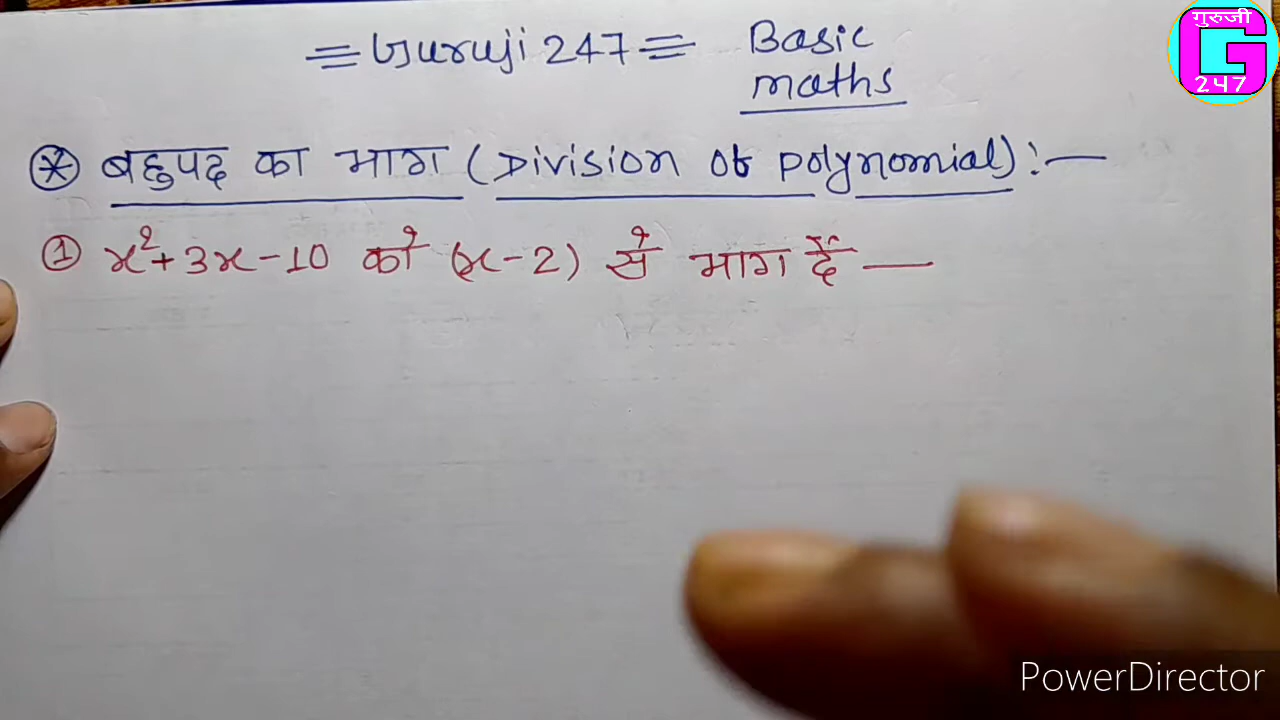 = Guruji 247 = Basic maths
गुरुजी
G
247
* बहुपद का भाग (Division of polynomial) :—
① x²+3x-10 को (x-2) से भाग दें —
PowerDirector